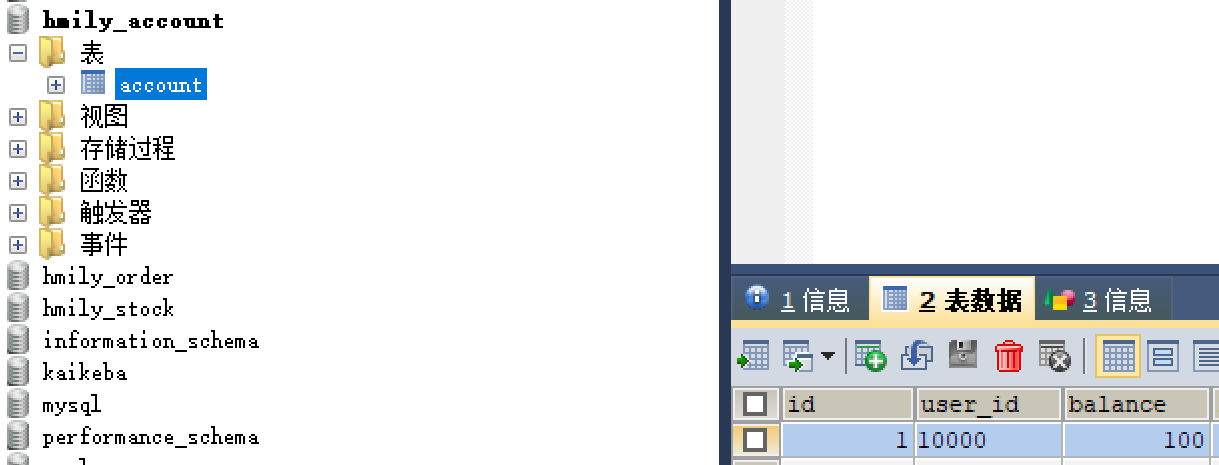 hmily_account
表
account
视图
存储过程
函数
触发器
事件
hmily_order
hmily_stock
information_schema
kaikeba
mysql
performance_schema
1 信息
2 表数据
3 信息
id user_id balance
1 10000 100